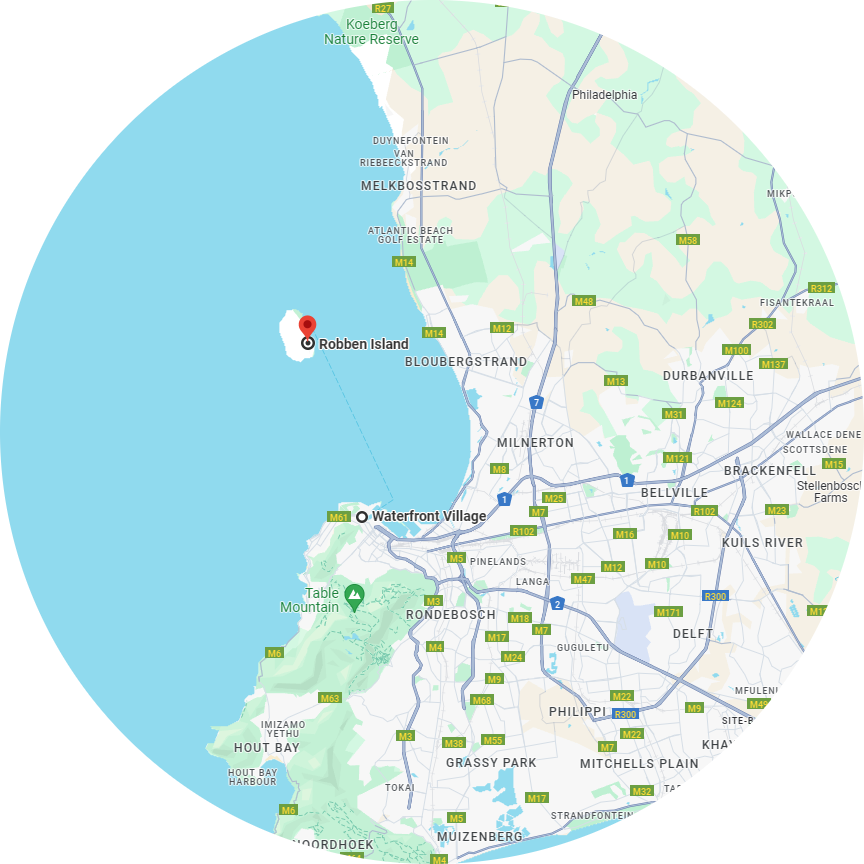 R27
Koeberg
Nature Reserve
Philadelphia
DUYNEFONTEIN
VAN
RIEBEECKSTRAND
MELKBOSSTRAND
MIKP
ATLANTIC BEACH
GOLF ESTATE
M58
M14
R312
M48
FISANTEKRAAL
R302
M12
M14
Robben Island
M100
BLOUBERGSTRAND
M137
DURBANVILLE
M13
7
M124
M31
WALLACE DENE
MILNERTON
SCOTTSDENE
M121
M15
M8
BRACKENFELL
1
Stellenbosc
Farms
BELLVILLE
1
M25
M7
R102
M23
M61
Waterfront Village
R102
M16
M10
KUILS RIVER
M5
PINELANDS
M12
M10
LANGA
M47
Table
Mountain
M3
2
R300
M171
M1
RONDEBOSCH
M18
M7
M17
DELFT
M4
GUGULETU
M6
M24
M9
M63
M68
M22
MFULENI
M9
M49
PHILIPPI
R300
SITE-B
IMIZAMO
YETHU
M3
M38
M55
M22
HOUT BAY
M7
KHAY
GRASSY PARK
MITCHELLS PLAIN
HOUT BAY
HARBOUR
TOKAI
M32
M17
M6
M5
STRANDFONTEIN
MUIZENBERG
NOORDHOEK
M4